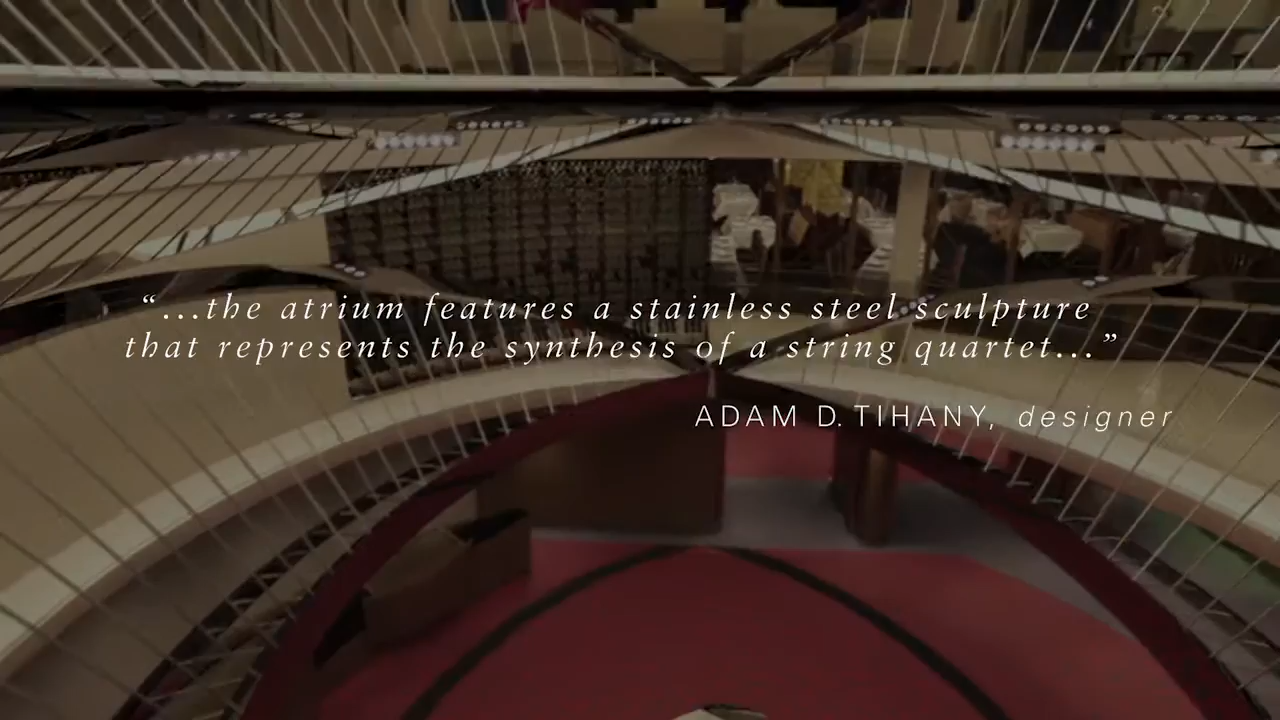 “...the atrium features a stainless steel sculpture
that represents the synthesis of a string quartet...”
ADAM D. TIHANY, designer